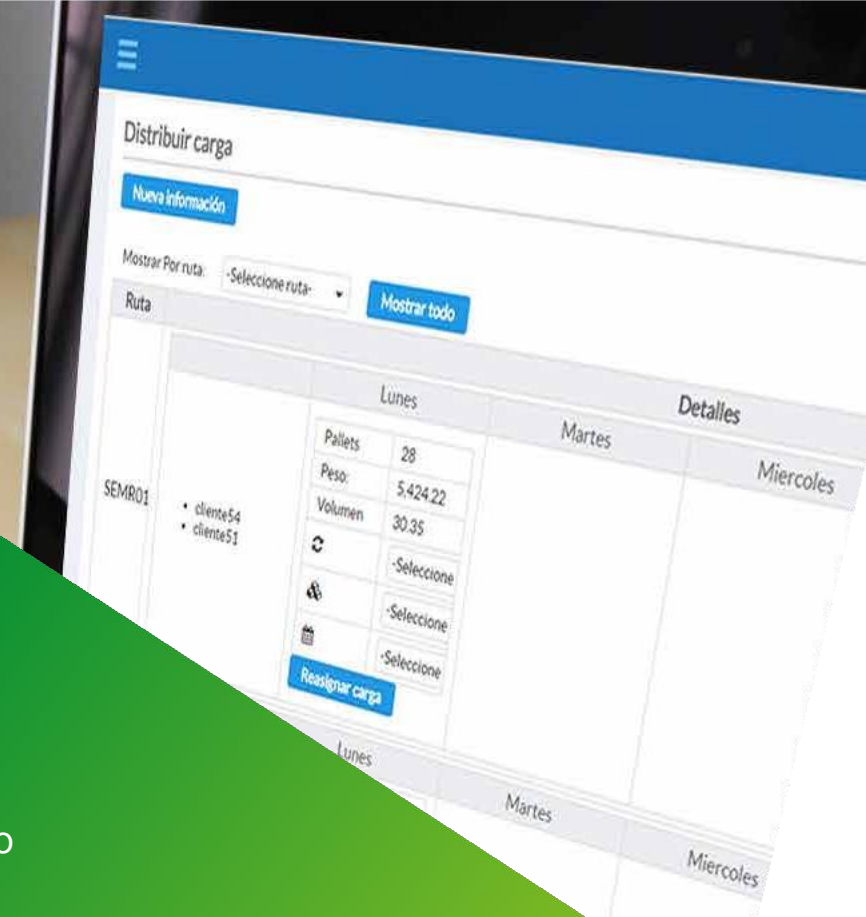 Distribuir carga
Nueva información
Mostrar Por ruta: -Seleccione ruta- Mostrar todo
Ruta
Detalles
Lunes Martes Miercoles
SEMR01
• cliente54
• cliente51
Pallets 28
Peso: 5,424.22
Volumen 30.35
-Seleccione
-Seleccione
-Seleccione
Reasignar carga
Lunes Martes Miercoles
o